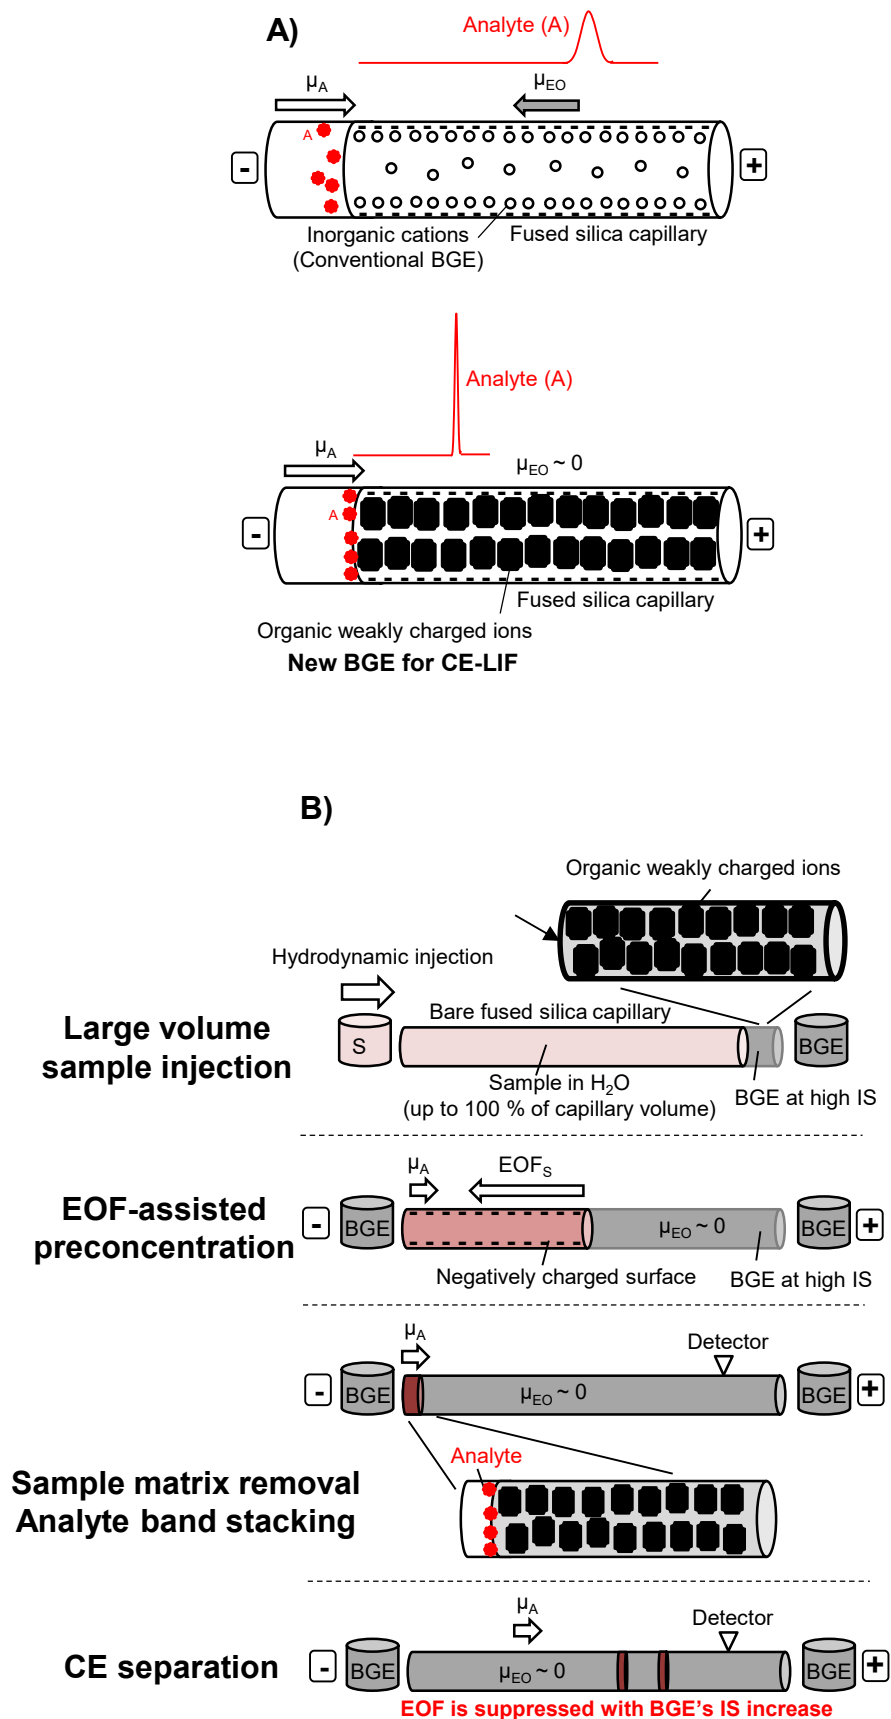 A)
Analyte (A)
μA
μEO
A
-
+
Inorganic cations
(Conventional BGE)
Fused silica capillary
Analyte (A)
μA
μEO ~ 0
A
-
+
Fused silica capillary
Organic weakly charged ions
New BGE for CE-LIF
B)
Organic weakly charged ions
Hydrodynamic injection
Large volume
sample injection
Bare fused silica capillary
S
BGE
Sample in H2O
(up to 100 % of capillary volume)
BGE at high IS
EOF-assisted
preconcentration
μA
EOFS
-
BGE
μEO ~ 0
BGE
+
Negatively charged surface
BGE at high IS
μA
Detector
-
BGE
μEO ~ 0
BGE
+
Sample matrix removal
Analyte band stacking
Analyte
CE separation
μA
Detector
-
BGE
μEO ~ 0
BGE
+
EOF is suppressed with BGE's IS increase